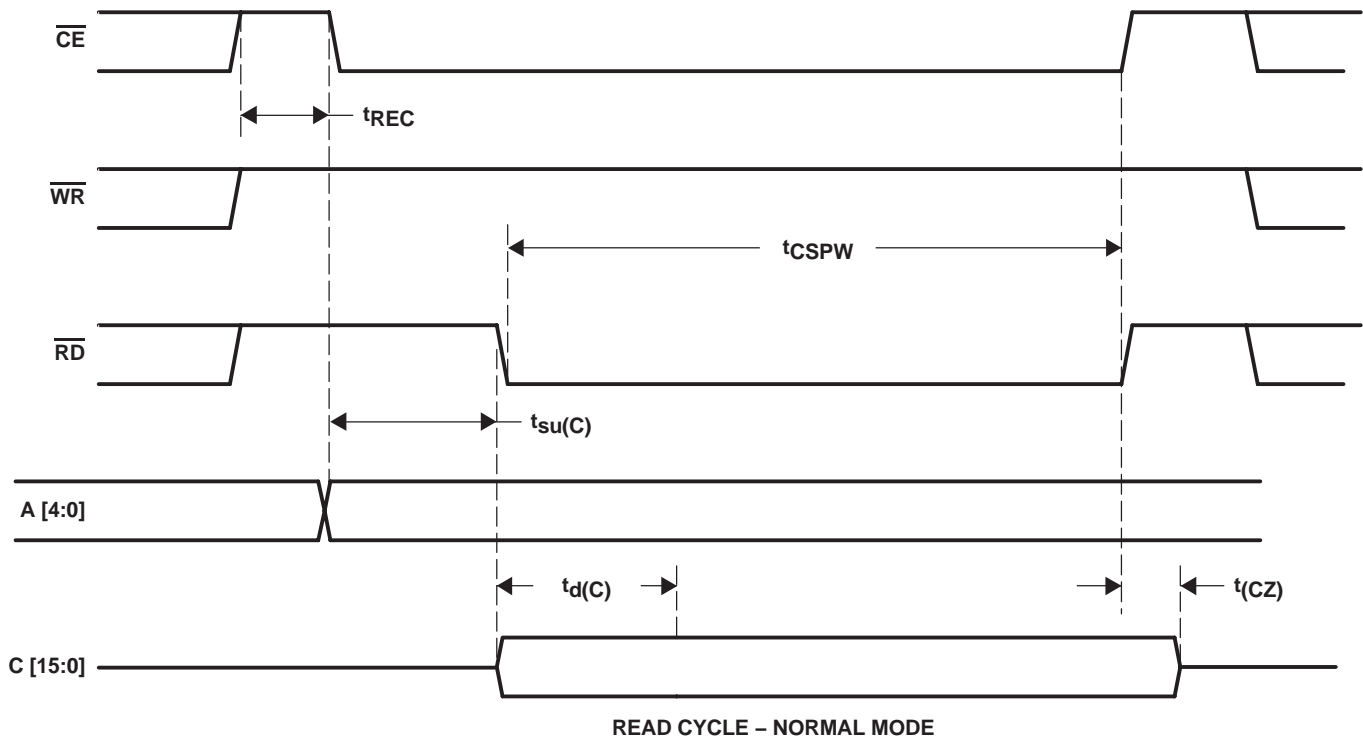 CE
tREC
WR
tCSPW
RD
tsu(C)
A [4:0]
td(C)
t(CZ)
C [15:0]
READ CYCLE – NORMAL MODE